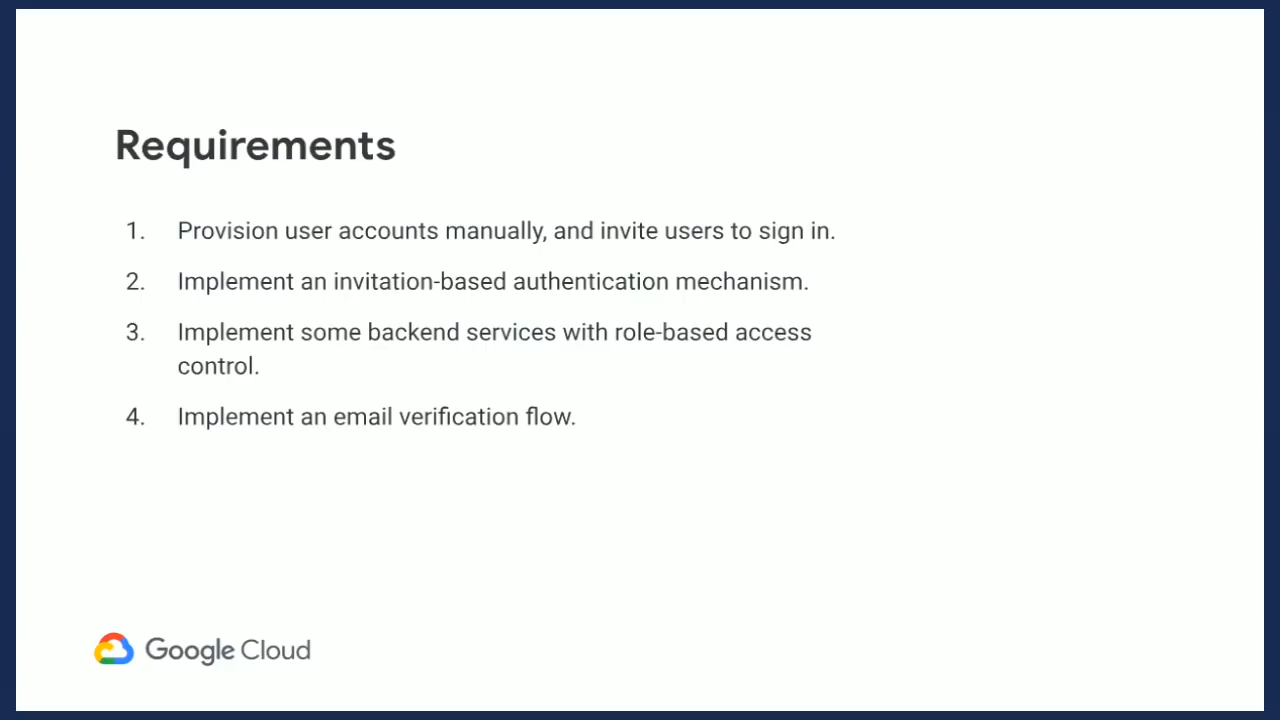 Requirements
1. Provision user accounts manually, and invite users to sign in.
2. Implement an invitation-based authentication mechanism.
3. Implement some backend services with role-based access
control.
4. Implement an email verification flow.
Google Cloud